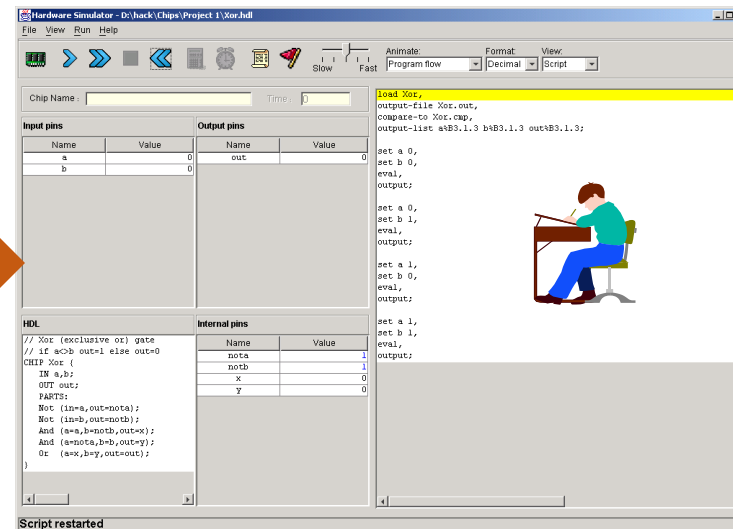 Hardware Simulator - D:\hack\Chips\Project 1\Xor.hdl
File View Run Help
Slow Fast
Animate: Format: View:
Program flow Decimal Script
Chip Name : Time : 0
Input pins
Name Value
a 0
b 0
Output pins
Name Value
out 0
HDL
// Xor (exclusive or) gate
// if a<>b out=1 else out=0
CHIP Xor (
IN a,b;
OUT out;
PARTS:
Not (in=a,out=nota);
Not (in=b,out=notb);
And (a=a,b=notb,out=x);
And (a=nota,b=b,out=y);
Or (a=x,b=y,out=out);
)
Internal pins
Name Value
nota 1
notb 1
x 0
y 0
load Xor,
output-file Xor.out,
compare-to Xor.cmp,
output-list a%B3.1.3 b%B3.1.3 out%B3.1.3;
set a 0,
set b 0,
eval,
output;
set a 0,
set b 1,
eval,
output;
set a 1,
set b 0,
eval,
output;
set a 1,
set b 1,
eval,
output;
Script restarted